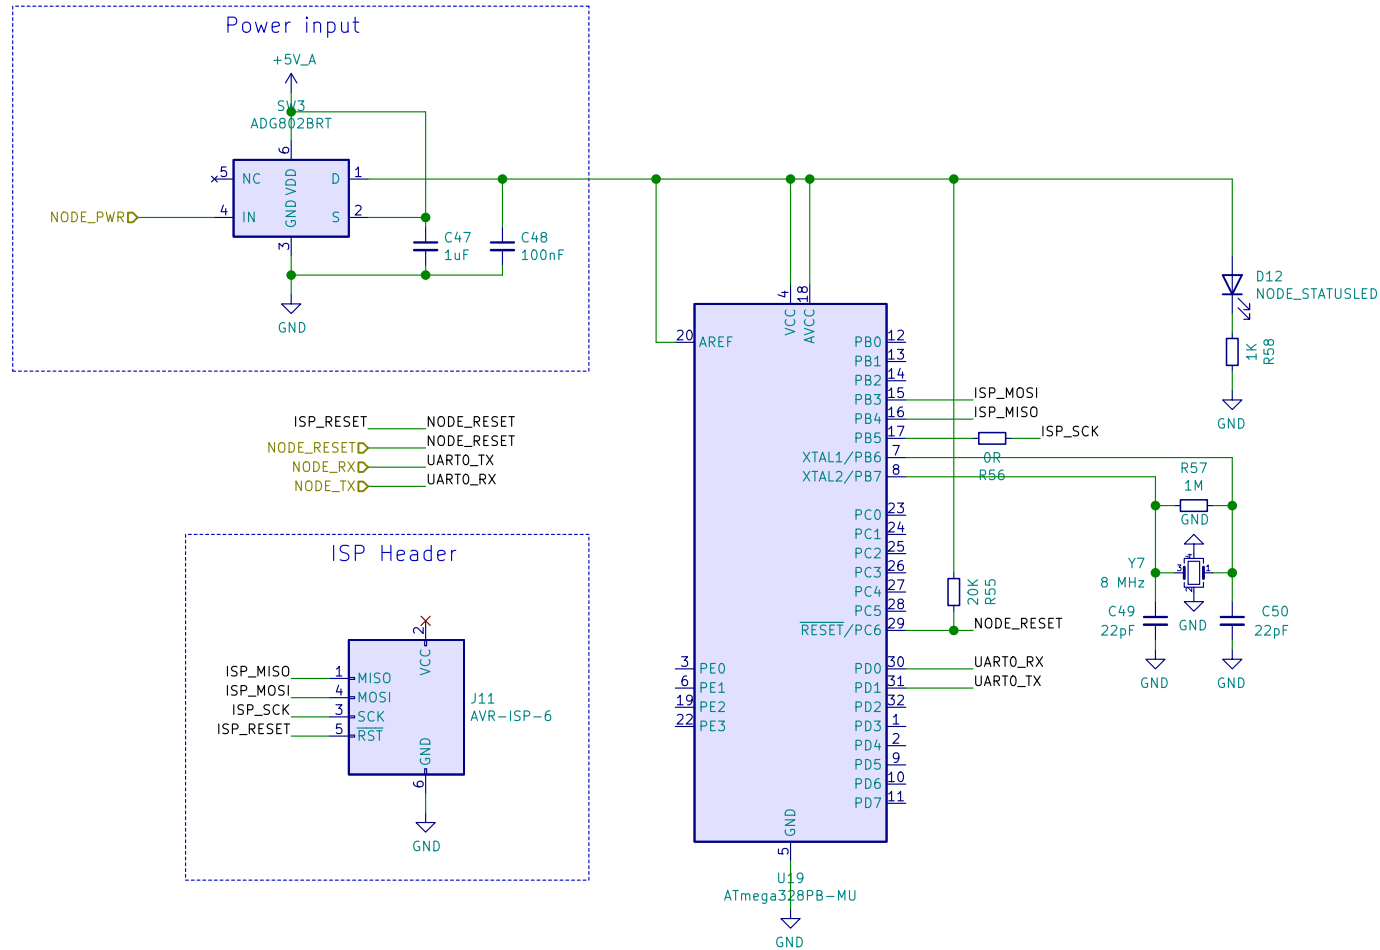 Power input
+5V_A
SW3
ADG802BRT
6
5 NC VDD D 1
NODE_PWR 4 IN GND S 2
3
C47
1uF
C48
100nF
GND
D12
NODE_STATUSLED
1K
R58
GND
4 18
VCC AVCC
20 AREF
PB0 12
PB1 13
PB2 14
PB3 15 ISP_MOSI
PB4 16 ISP_MISO
PB5 17 ISP_SCK
XTAL1/PB6 7
XTAL2/PB7 8
0R
R56
PC0 23
PC1 24
PC2 25
PC3 26
PC4 27
PC5 28
RESET/PC6 29 NODE_RESET
20K
R55
PD0 30 UART0_RX
PD1 31 UART0_TX
PD2 32
PD3 1
PD4 2
PD5 9
PD6 10
PD7 11
3 PE0
6 PE1
19 PE2
22 PE3
GND
5
U19
ATmega328PB-MU
GND
R57
1M
GND
Y7
8 MHz
4
3 1
2
GND
C49
22pF
C50
22pF
GND
GND
ISP_RESET NODE_RESET
NODE_RESET NODE_RESET
NODE_RX UART0_TX
NODE_TX UART0_RX
ISP Header
2
VCC
ISP_MISO 1 MISO
ISP_MOSI 4 MOSI
ISP_SCK 3 SCK
ISP_RESET 5 RST
GND
6
J11
AVR-ISP-6
GND